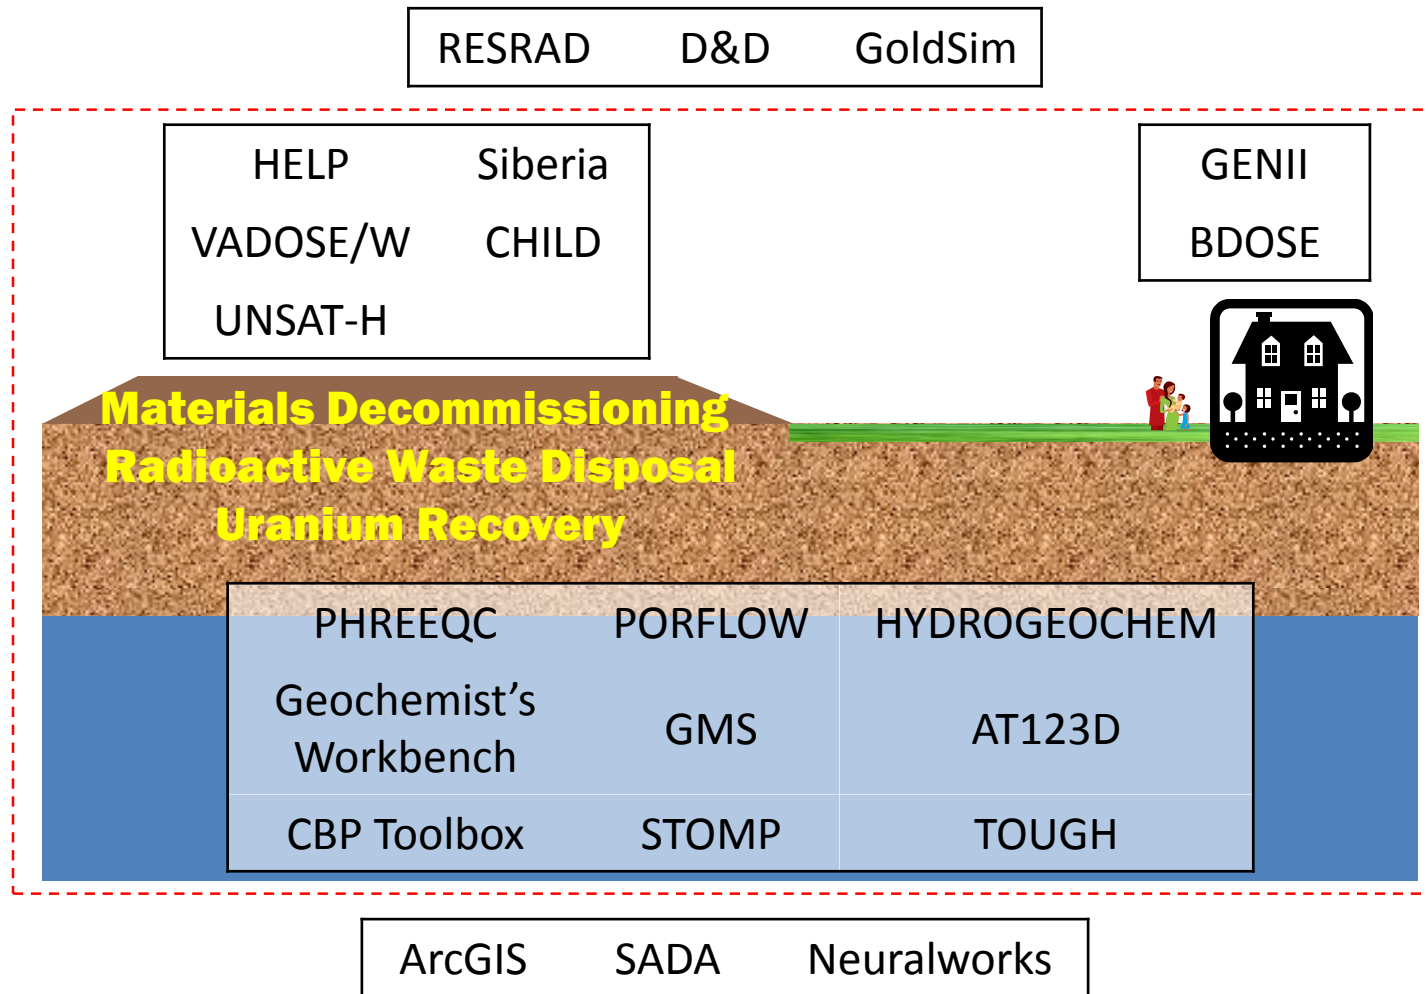 RESRAD D&D GoldSim
HELP Siberia
VADOSE/W CHILD
UNSAT-H
GENII
BDOSE
Materials Decommissioning
Radioactive Waste Disposal
Uranium Recovery
PHREEQC PORFLOW HYDROGEOCHEM
Geochemist’s
Workbench GMS AT123D
CBP Toolbox STOMP TOUGH
ArcGIS SADA Neuralworks